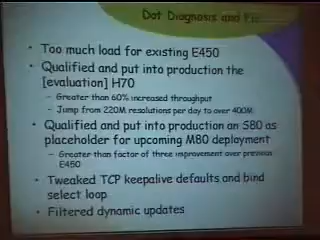 Dot Diagnosis and
• Too much load for existing E450
• Qualified and put into production the
[evaluation] H70
– Greater than 60% increased throughput
– Jump from 220M resolutions per day to over 400M
• Qualified and put into production an S80 as
placeholder for upcoming M80 deployment
– Greater than factor of three improvement over previous
E450
• Tweaked TCP keepalive defaults and bind
select loop
• Filtered dynamic updates